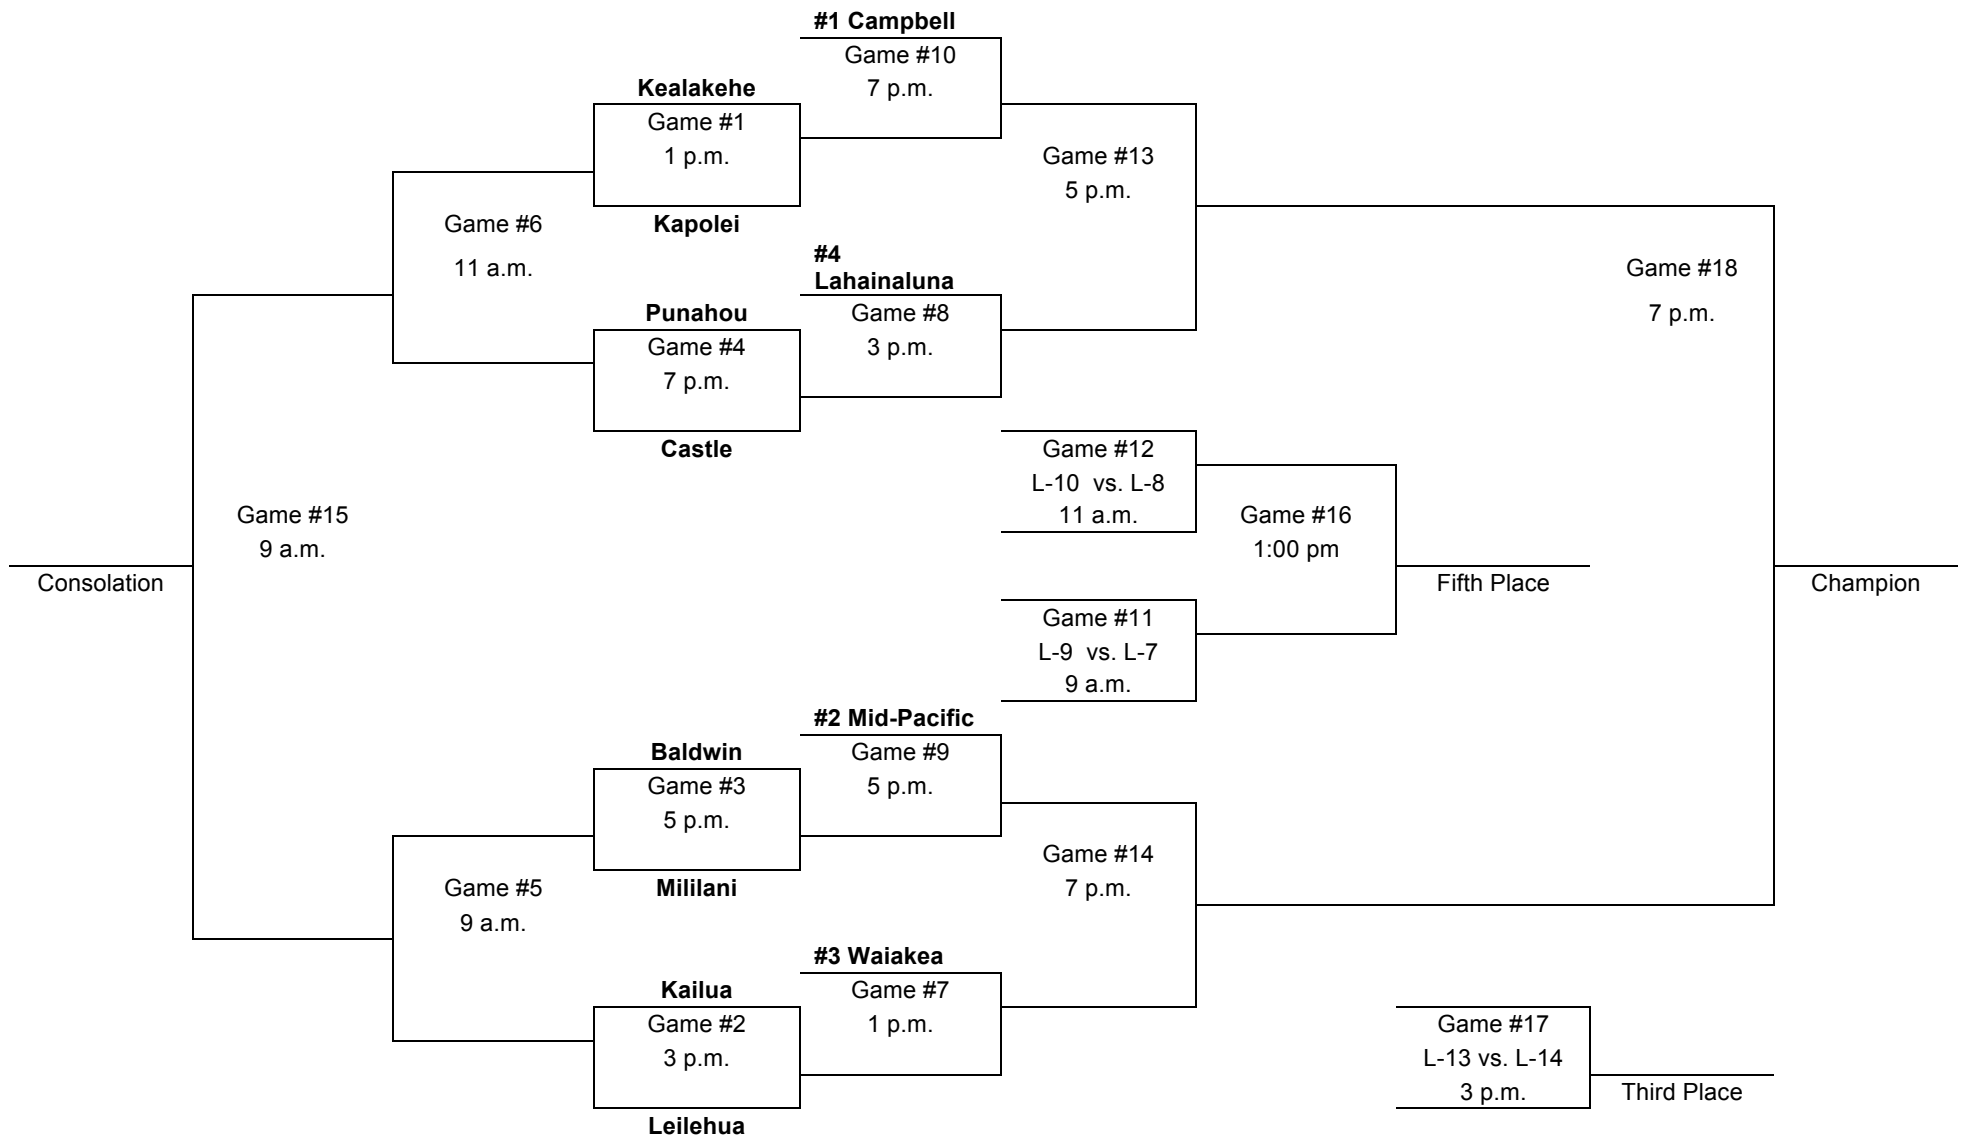 #1 Campbell
Game #10
7 p.m.
Kealakehe
Game #1
1 p.m.
Kapolei
Game #13
5 p.m.
Game #6
11 a.m.
#4
Lahainaluna
Game #8
3 p.m.
Punahou
Game #4
7 p.m.
Castle
Game #18
7 p.m.
Game #12
L-10 vs. L-8
11 a.m.
Game #15
9 a.m.
Game #16
1:00 pm
Consolation
Fifth Place
Champion
Game #11
L-9 vs. L-7
9 a.m.
#2 Mid-Pacific
Game #9
5 p.m.
Baldwin
Game #3
5 p.m.
Mililani
Game #14
7 p.m.
Game #5
9 a.m.
#3 Waiakea
Game #7
1 p.m.
Kailua
Game #2
3 p.m.
Leilehua
Game #17
L-13 vs. L-14
3 p.m.
Third Place